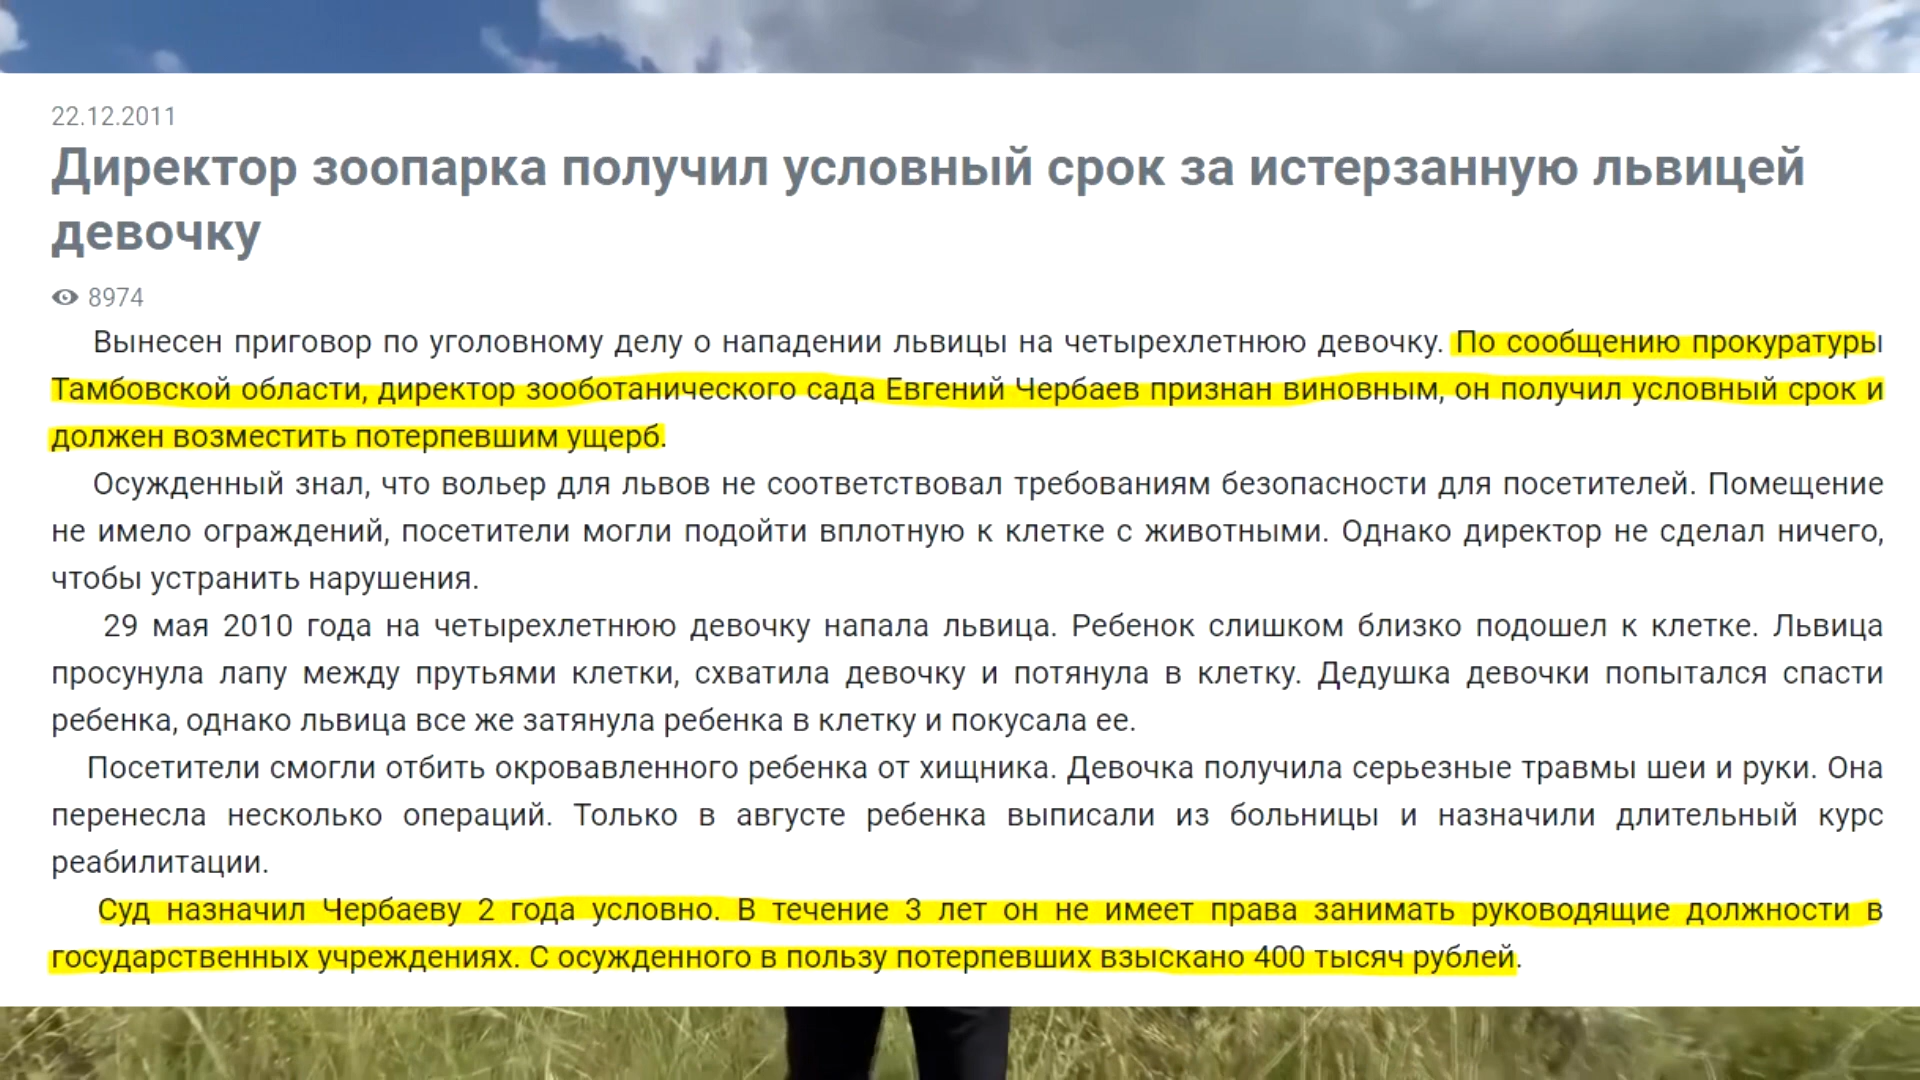 22.12.2011
Директор зоопарка получил условный срок за истерзанную львицей
девочку
8974
Вынесен приговор по уголовному делу о нападении львицы на четырехлетнюю девочку. По сообщению прокуратуры
Тамбовской области, директор зооботанического сада Евгений Чербаев признан виновным, он получил условный срок и
должен возместить потерпевшим ущерб.
Осужденный знал, что вольер для львов не соответствовал требованиям безопасности для посетителей. Помещение
не имело ограждений, посетители могли подойти вплотную к клетке с животными. Однако директор не сделал ничего,
чтобы устранить нарушения.
29 мая 2010 года на четырехлетнюю девочку напала львица. Ребенок слишком близко подошел к клетке. Львица
просунула лапу между прутьями клетки, схватила девочку и потянула в клетку. Дедушка девочки попытался спасти
ребенка, однако львица все же затянула ребенка в клетку и покусала ее.
Посетители смогли отбить окровавленного ребенка от хищника. Девочка получила серьезные травмы шеи и руки. Она
перенесла несколько операций. Только в августе ребенка выписали из больницы и назначили длительный курс
реабилитации.
Суд назначил Чербаеву 2 года условно. В течение 3 лет он не имеет права занимать руководящие должности в
государственных учреждениях. С осужденного в пользу потерпевших взыскано 400 тысяч рублей.